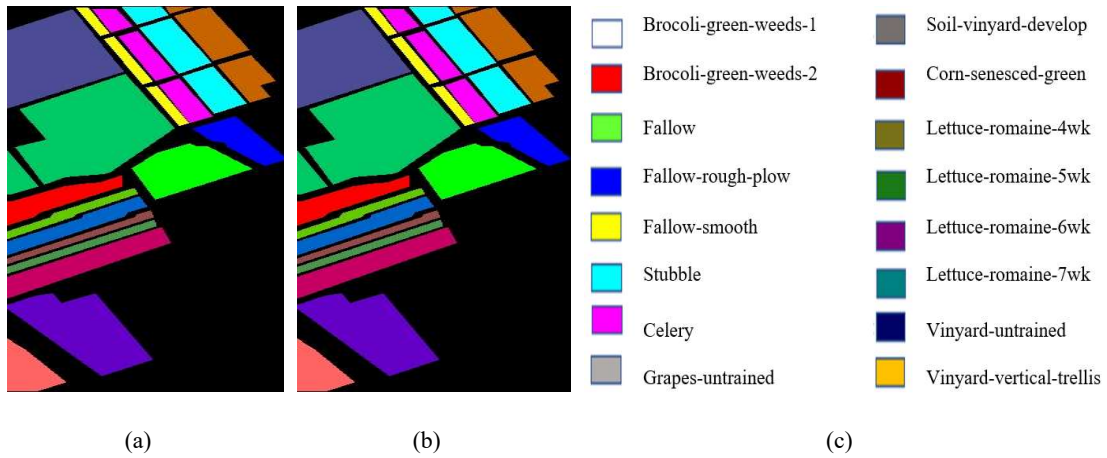 Brocoli-green-weeds-1
Brocoli-green-weeds-2
Fallow
Fallow-rough-plow
Fallow-smooth
Stubble
Celery
Grapes-untrained
Soil-vinyard-develop
Corn-senesced-green
Lettuce-romaine-4wk
Lettuce-romaine-5wk
Lettuce-romaine-6wk
Lettuce-romaine-7wk
Vinyard-untrained
Vinyard-vertical-trellis
(a)
(b)
(c)